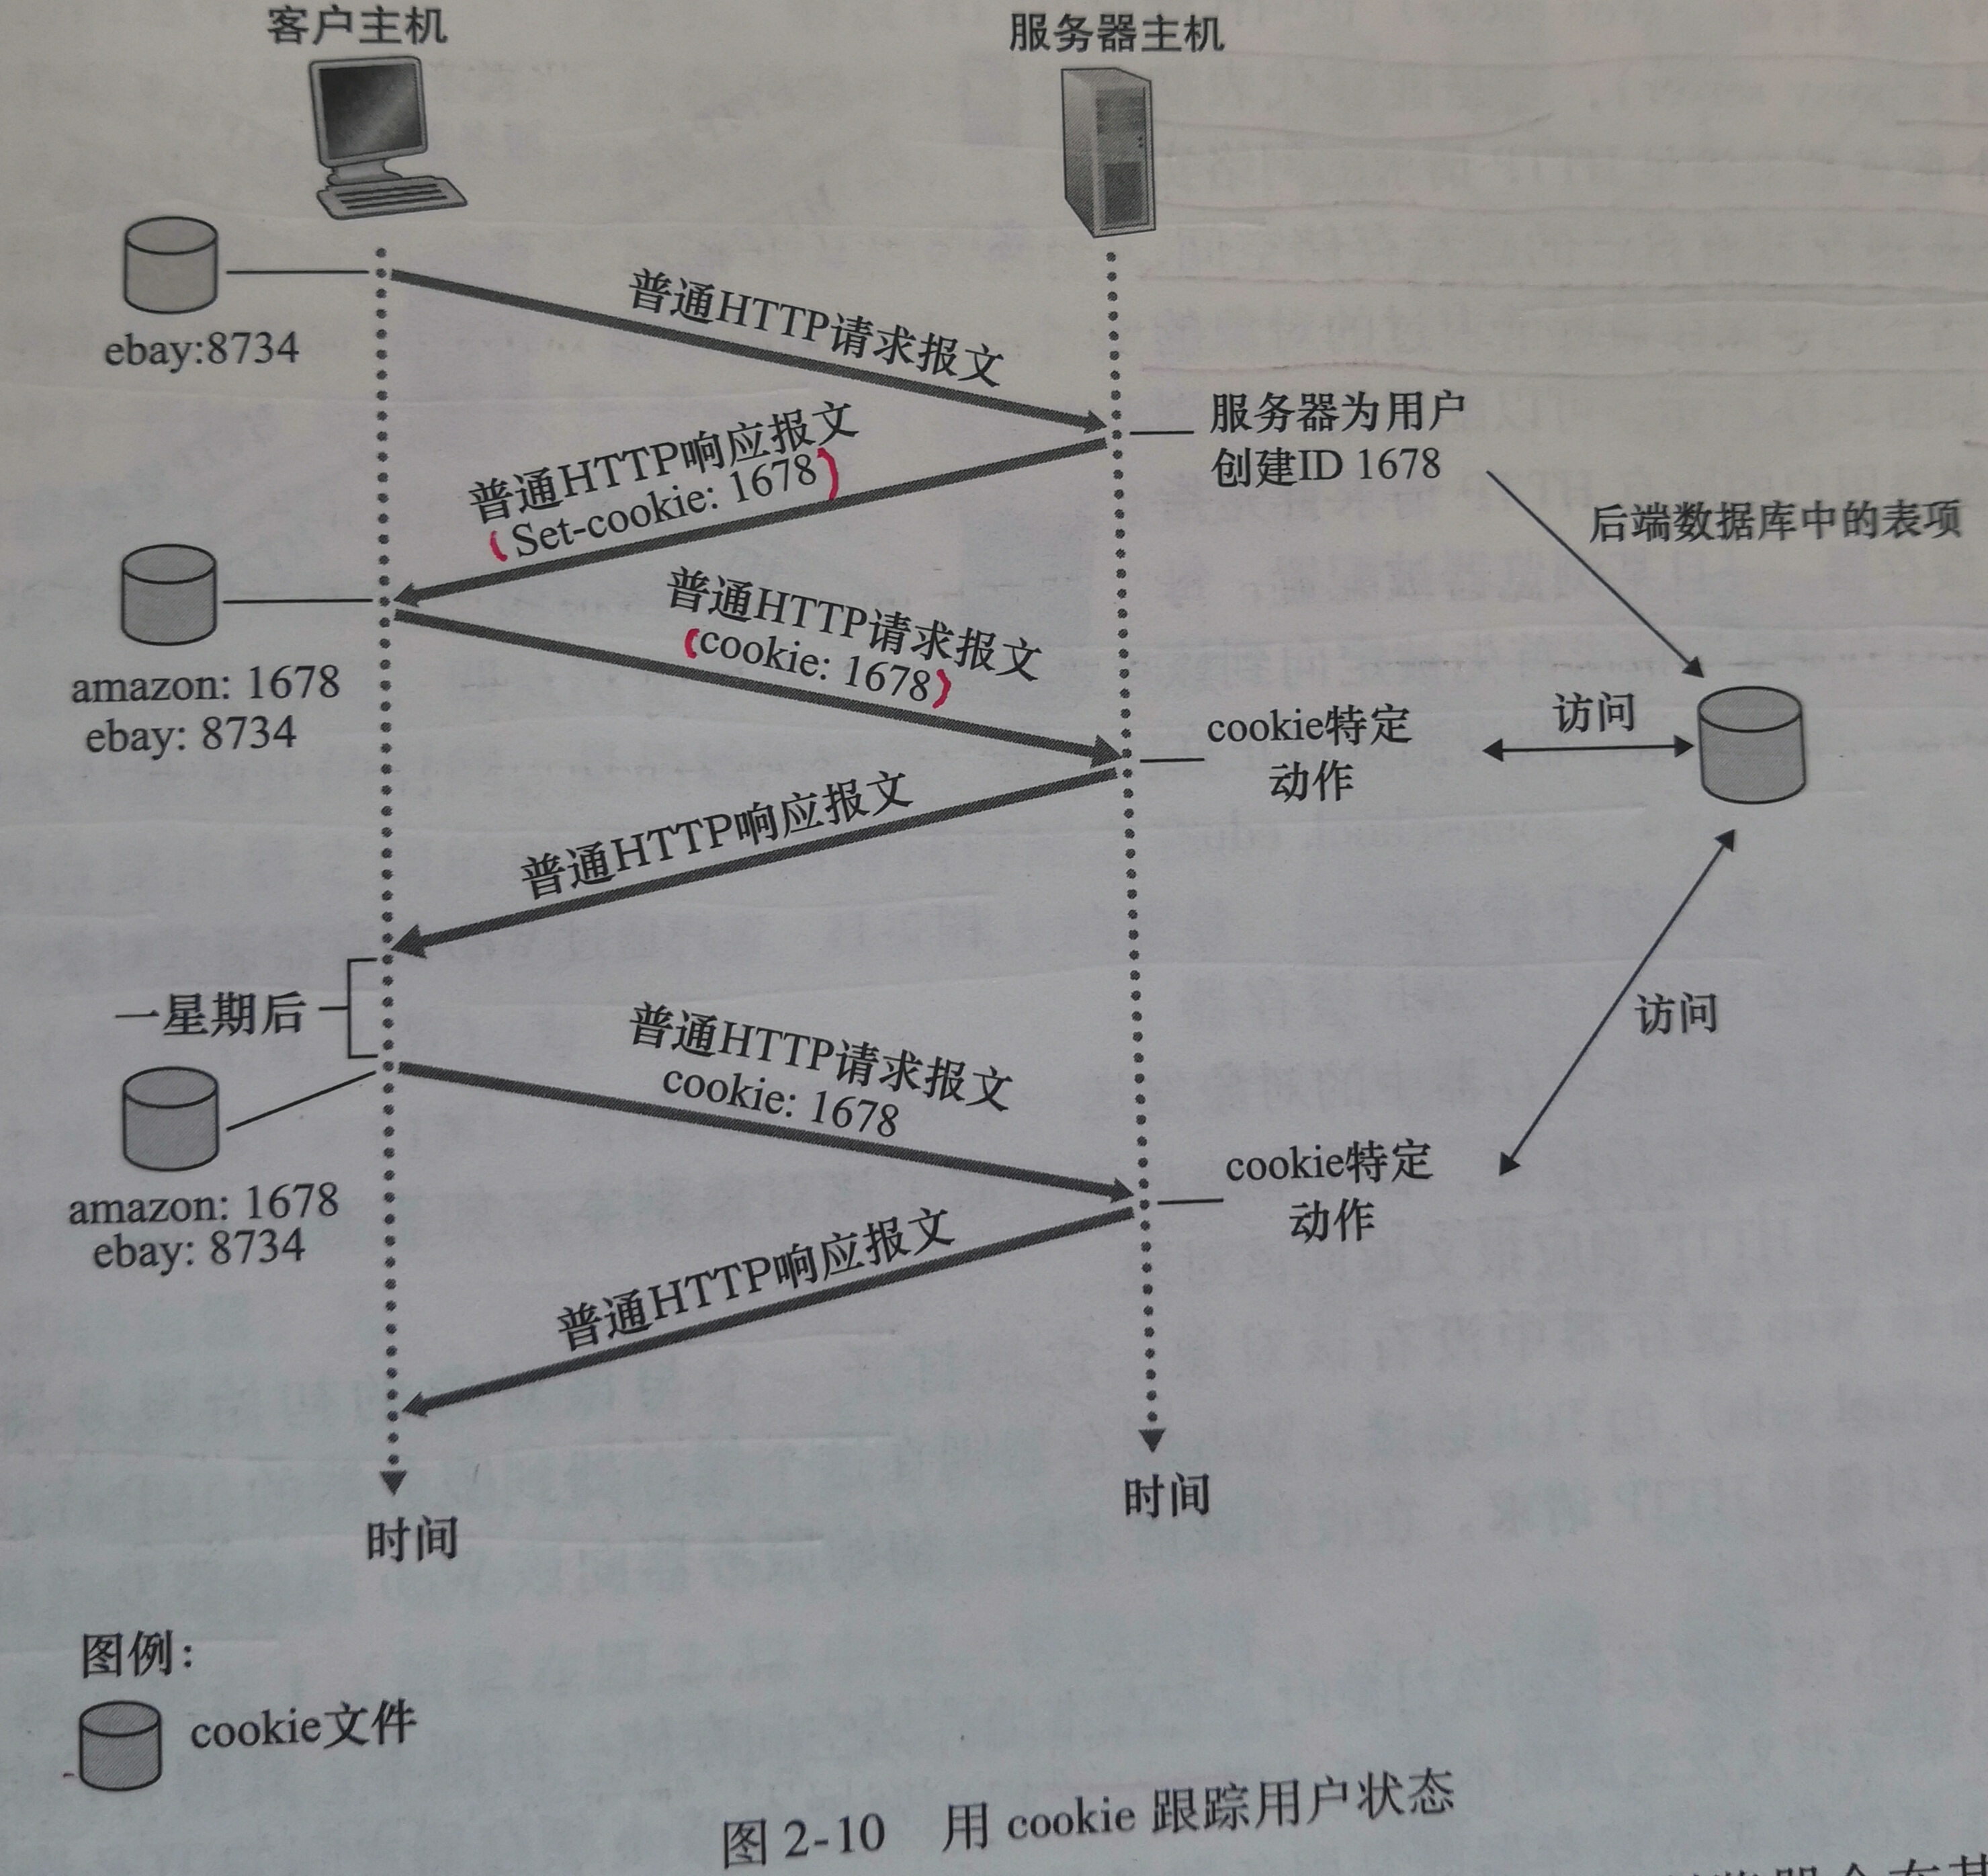 客户主机
服务器主机
ebay:8734
普通HTTP请求报文
服务器为用户
创建ID 1678
后端数据库中的表项
普通HTTP响应报文
(Set-cookie: 1678)
amazon: 1678
ebay: 8734
普通HTTP请求报文
(cookie: 1678)
cookie特定
动作
访问
普通HTTP响应报文
一星期后
访问
普通HTTP请求报文
cookie: 1678
amazon: 1678
ebay: 8734
cookie特定
动作
普通HTTP响应报文
时间
时间
图例:
cookie文件
图 2-10 用 cookie 跟踪用户状态